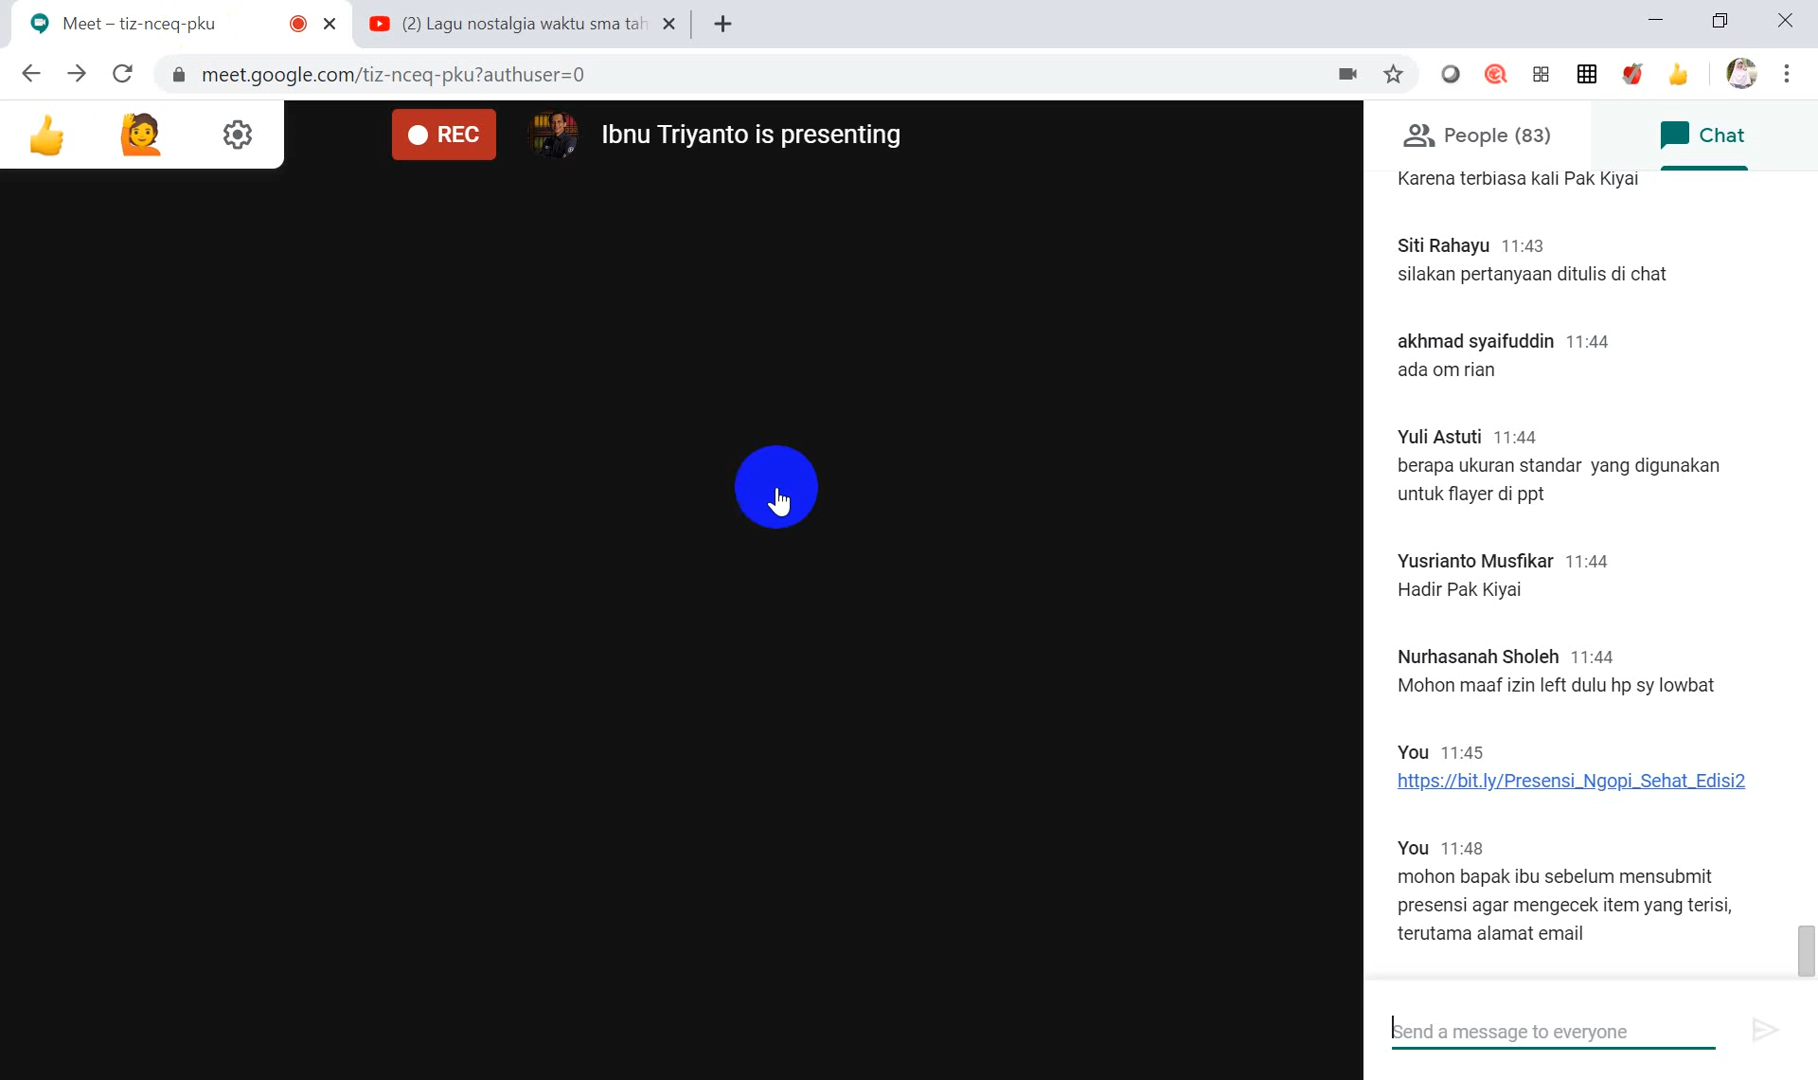 Meet – tiz-nceq-pku
(2) Lagu nostalgia waktu sma tah
meet.google.com/tiz-nceq-pku?authuser=0
REC
Ibnu Triyanto is presenting
People (83)
Chat
Karena terbiasa kali Pak Kiyai
Siti Rahayu 11:43
silakan pertanyaan ditulis di chat
akhmad syaifuddin 11:44
ada om rian
Yuli Astuti 11:44
berapa ukuran standar yang digunakan
untuk flayer di ppt
Yusrianto Musfikar 11:44
Hadir Pak Kiyai
Nurhasanah Sholeh 11:44
Mohon maaf izin left dulu hp sy lowbat
You 11:45
https://bit.ly/Presensi_Ngopi_Sehat_Edisi2
You 11:48
mohon bapak ibu sebelum mensubmit
presensi agar mengecek item yang terisi,
terutama alamat email
Send a message to everyone